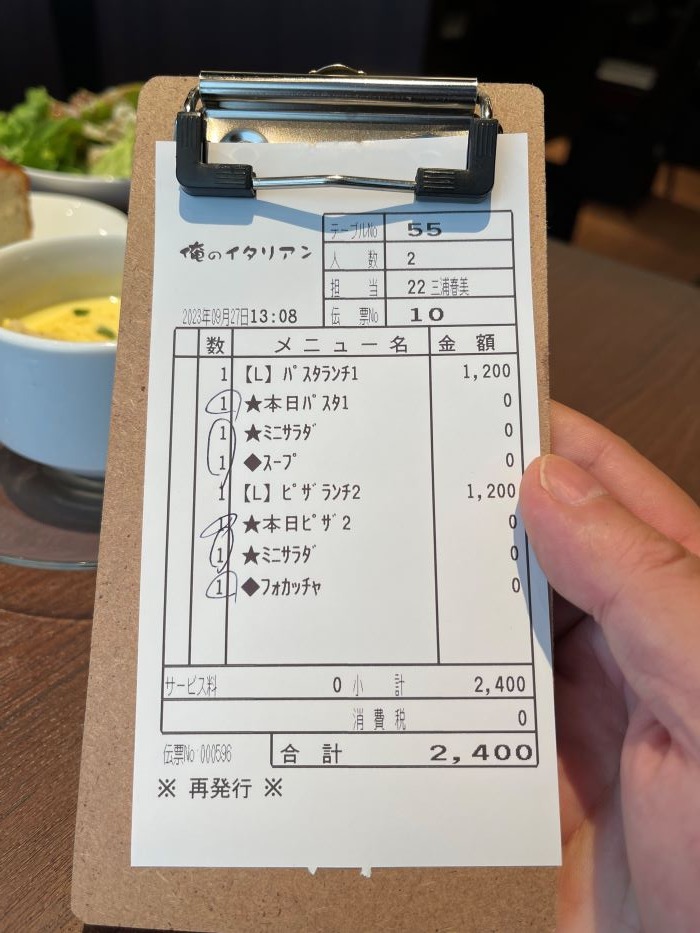 俺のイタリアン
テーブルNo 55
人数 2
担当 22 三浦春美
2023年09月27日13:08
伝票No 10
数 メニュー名 金額
1 【L】パスタランチ1 1,200
1 ★本日パスタ1 0
1 ★ミニサラダ 0
1 ◆スープ 0
1 【L】ピザランチ2 1,200
1 ★本日ピザ2 0
1 ★ミニサラダ 0
1 ◆フォカッチャ 0
サービス料 0 小計 2,400
消費税 0
伝票No 000596 合計 2,400
※ 再発行 ※